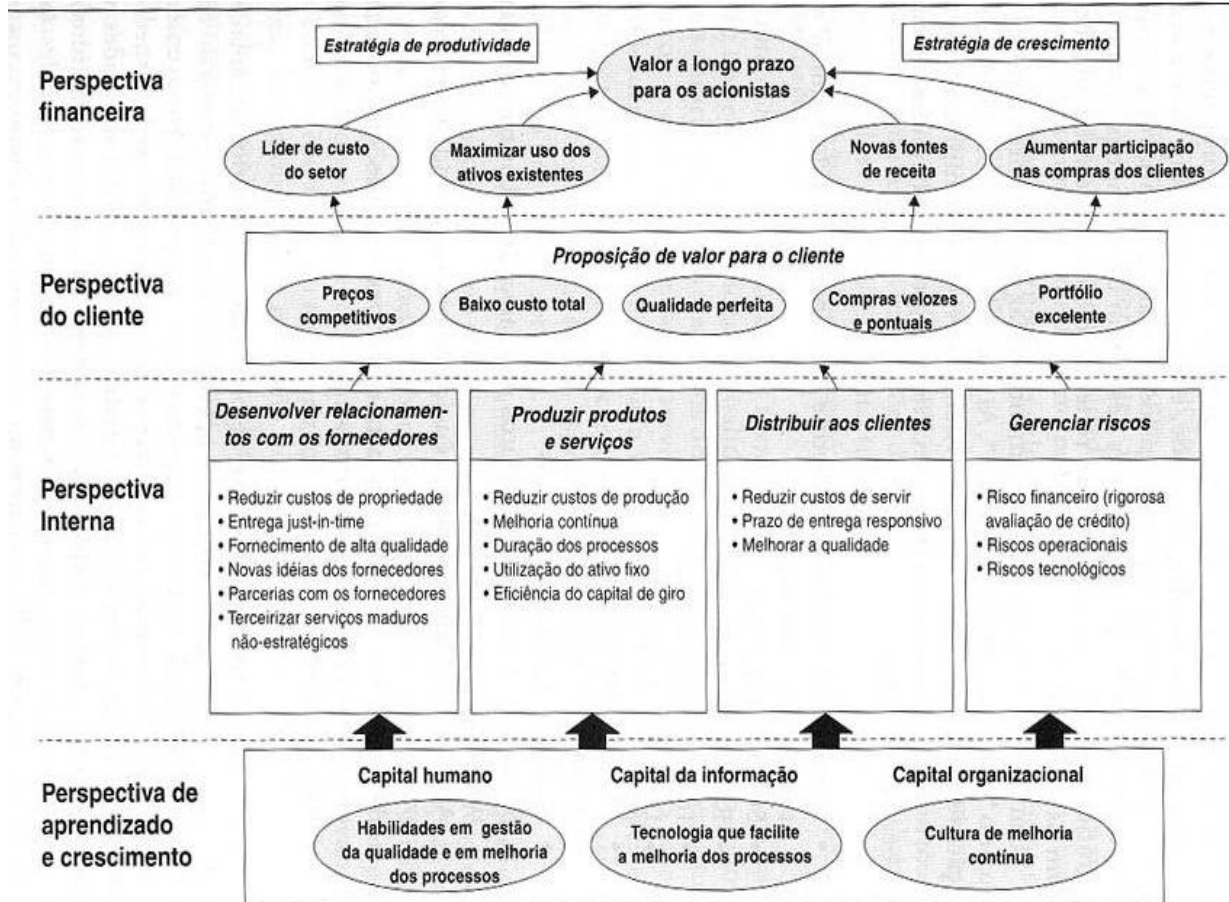 Estratégia de produtividade
Estratégia de crescimento
Perspectiva
financeira
Valor a longo prazo
para os acionistas
Líder de custo
do setor
Maximizar uso dos
ativos existentes
Novas fontes
de receita
Aumentar participação
nas compras dos clientes
Perspectiva
do cliente
Proposição de valor para o cliente
Preços
competitivos
Baixo custo total
Qualidade perfeita
Compras velozes
e pontuais
Portfólio
excelente
Perspectiva
Interna
Desenvolver relacionamen-
tos com os fornecedores
• Reduzir custos de propriedade
• Entrega just-in-time
• Fornecimento de alta qualidade
• Novas idéias dos fornecedores
• Parcerias com os fornecedores
• Terceirizar serviços maduros
não-estratégicos
Produzir produtos
e serviços
• Reduzir custos de produção
• Melhoria contínua
• Duração dos processos
• Utilização do ativo fixo
• Eficiência do capital de giro
Distribuir aos clientes
• Reduzir custos de servir
• Prazo de entrega responsivo
• Melhorar a qualidade
Gerenciar riscos
• Risco financeiro (rigorosa
avaliação de crédito)
• Riscos operacionais
• Riscos tecnológicos
Perspectiva de
aprendizado
e crescimento
Capital humano
Habilidades em gestão
da qualidade e em melhoria
dos processos
Capital da informação
Tecnologia que facilite
a melhoria dos processos
Capital organizacional
Cultura de melhoria
contínua